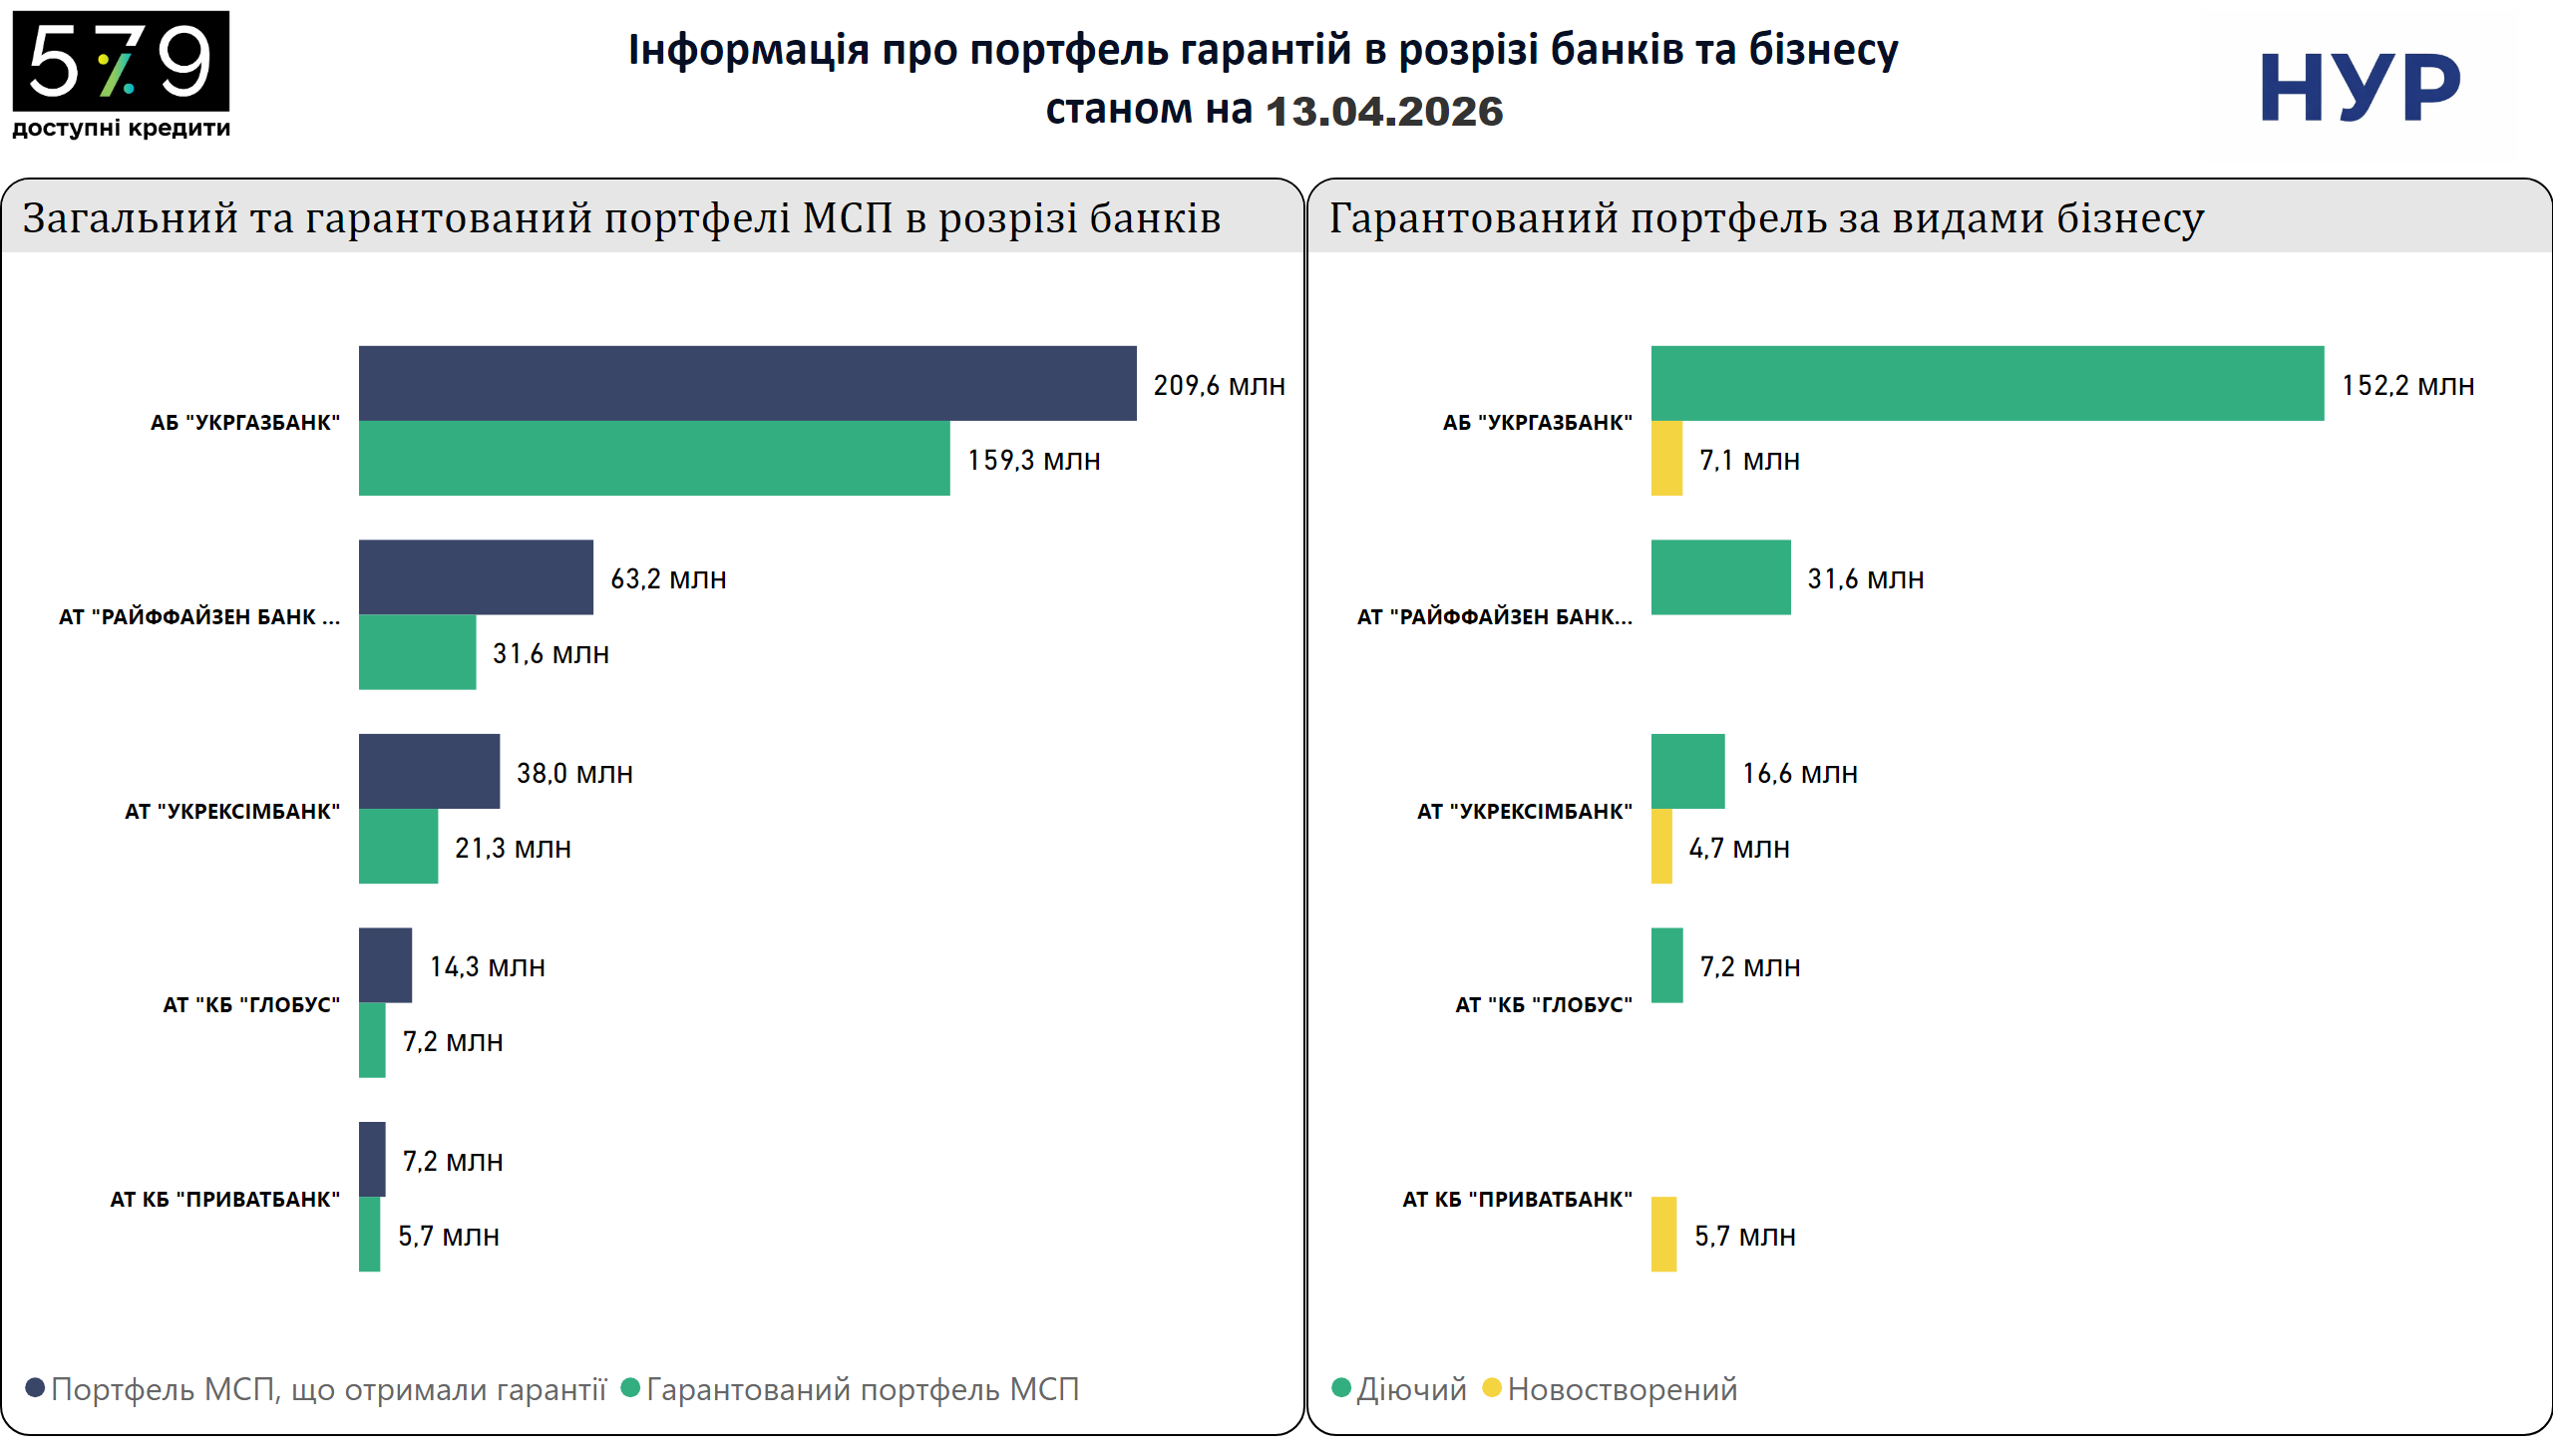 5%9
доступні кредити
Інформація про портфель гарантій в розрізі банків та бізнесу
станом на 13.04.2026
НУР
Загальний та гарантований портфелі МСП в розрізі банків
АБ "УКРГАЗБАНК"
209,6 млн
159,3 млн
АТ "РАЙФФАЙЗЕН БАНК ...
63,2 млн
31,6 млн
АТ "УКРЕКСІМБАНК"
38,0 млн
21,3 млн
АТ "КБ "ГЛОБУС"
14,3 млн
7,2 млн
АТ КБ "ПРИВАТБАНК"
7,2 млн
5,7 млн
Портфель МСП, що отримали гарантії Гарантований портфель МСП
Гарантований портфель за видами бізнесу
АБ "УКРГАЗБАНК"
152,2 млн
7,1 млн
АТ "РАЙФФАЙЗЕН БАНК...
31,6 млн
АТ "УКРЕКСІМБАНК"
16,6 млн
4,7 млн
АТ "КБ "ГЛОБУС"
7,2 млн
АТ КБ "ПРИВАТБАНК"
5,7 млн
Діючий Новостворений